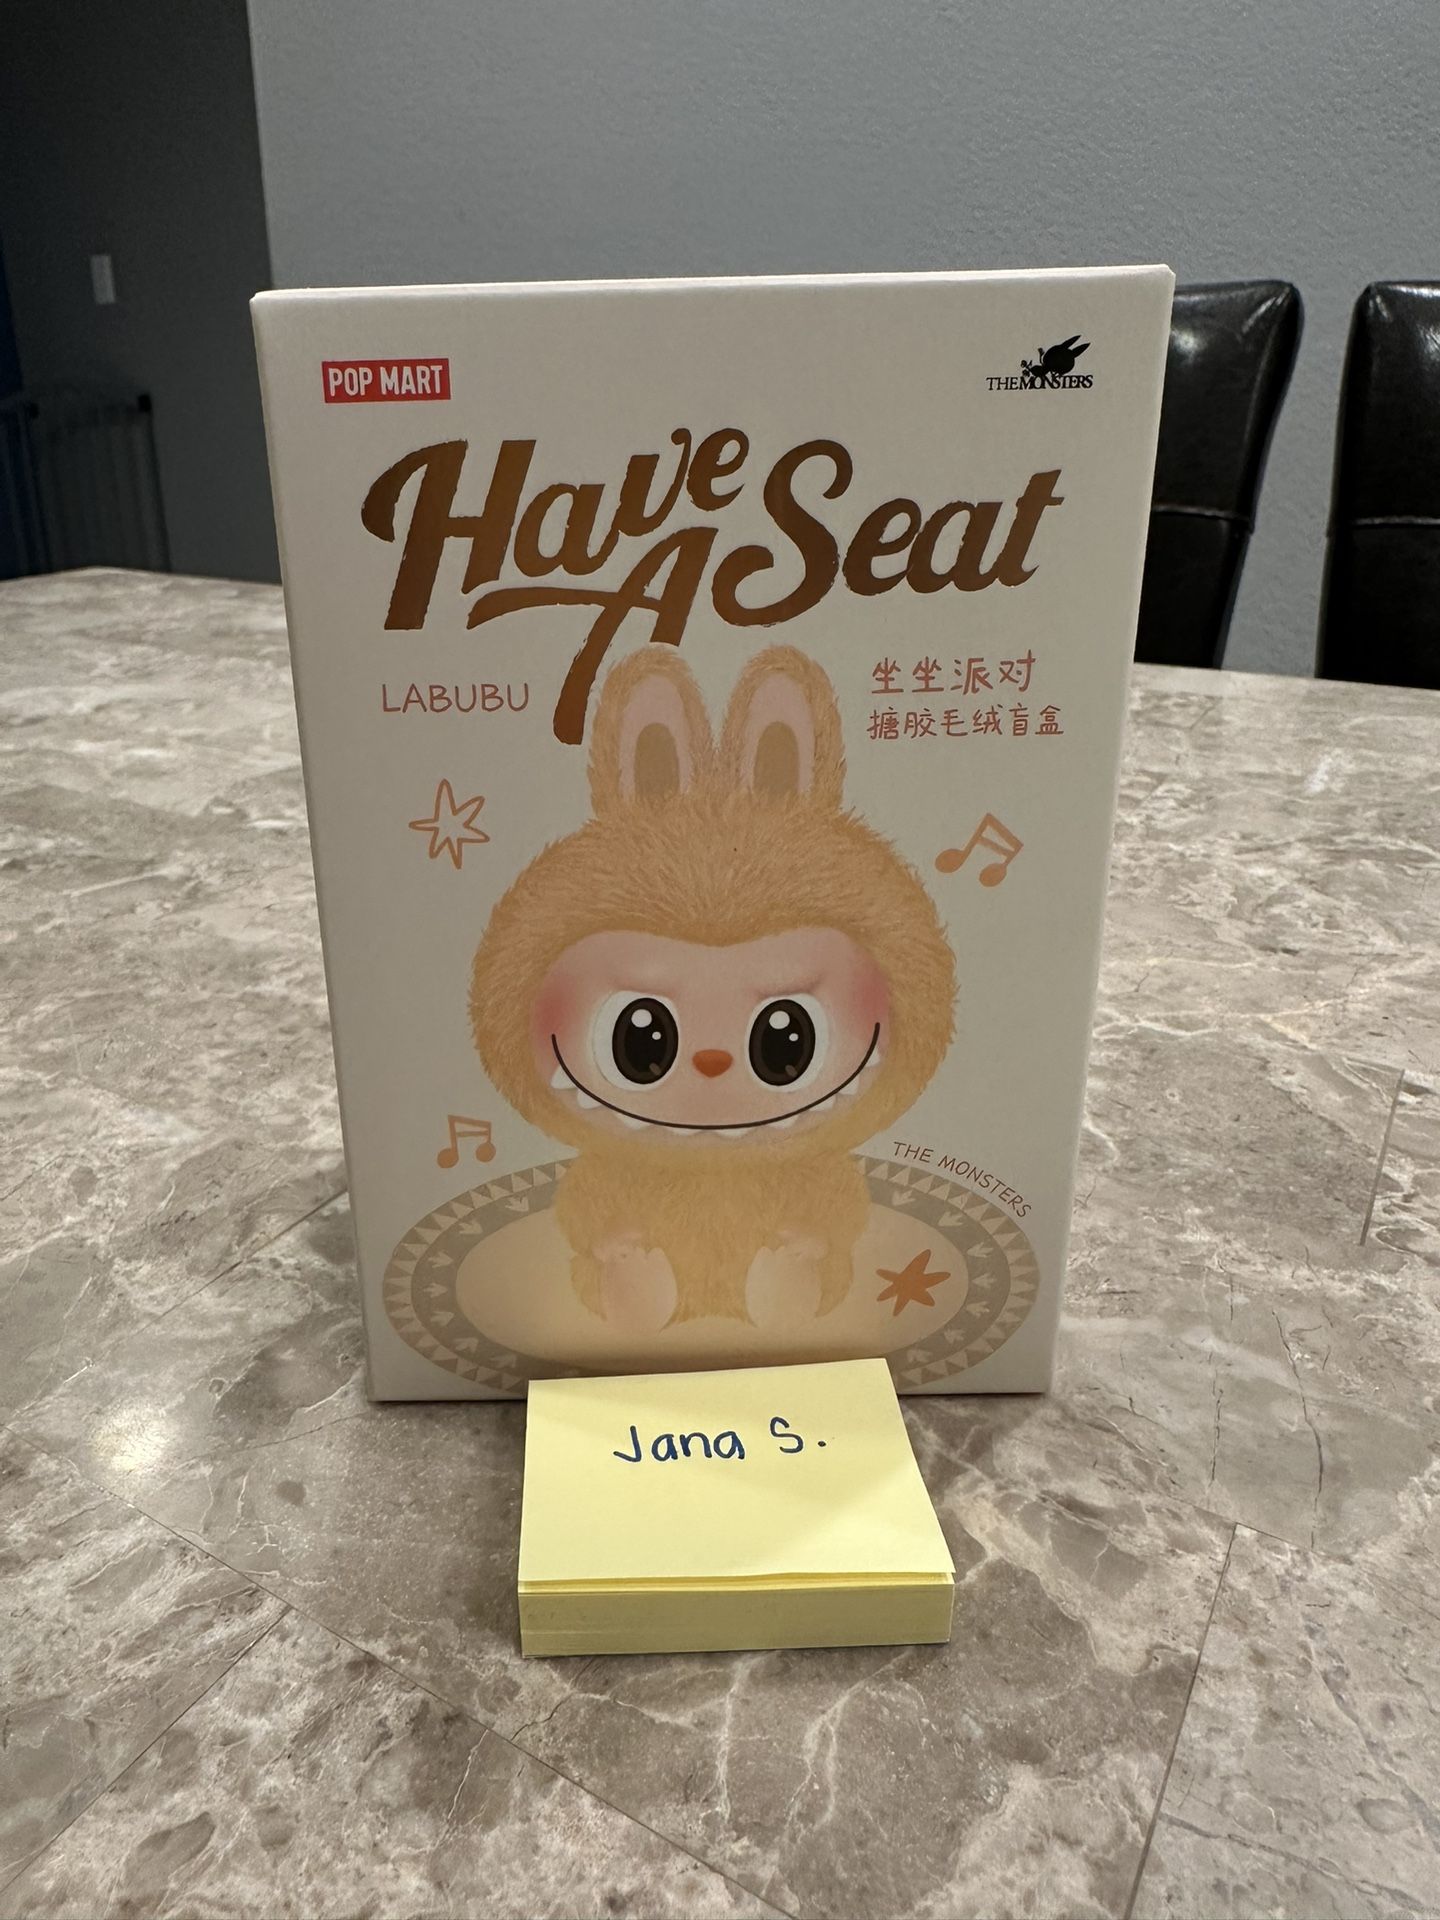 POP MART
THE MONSTERS
Have A Seat
LABUBU
坐坐派对
搪胶毛绒盲盒
THE MONSTERS
Jana S.